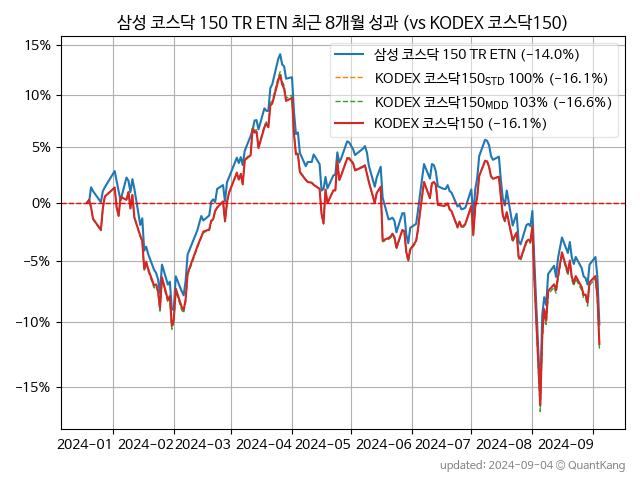 삼성 코스닥 150 TR ETN 최근 8개월 성과 (vs KODEX 코스닥150)
삼성 코스닥 150 TR ETN (−14.0%)
KODEX 코스닥150STD 100% (−16.1%)
KODEX 코스닥150MDD 103% (−16.6%)
KODEX 코스닥150 (−16.1%)
15%
10%
5%
0%
−5%
−10%
−15%
2024-01 2024-02 2024-03 2024-04 2024-05 2024-06 2024-07 2024-08 2024-09
updated: 2024-09-04 © QuantKang